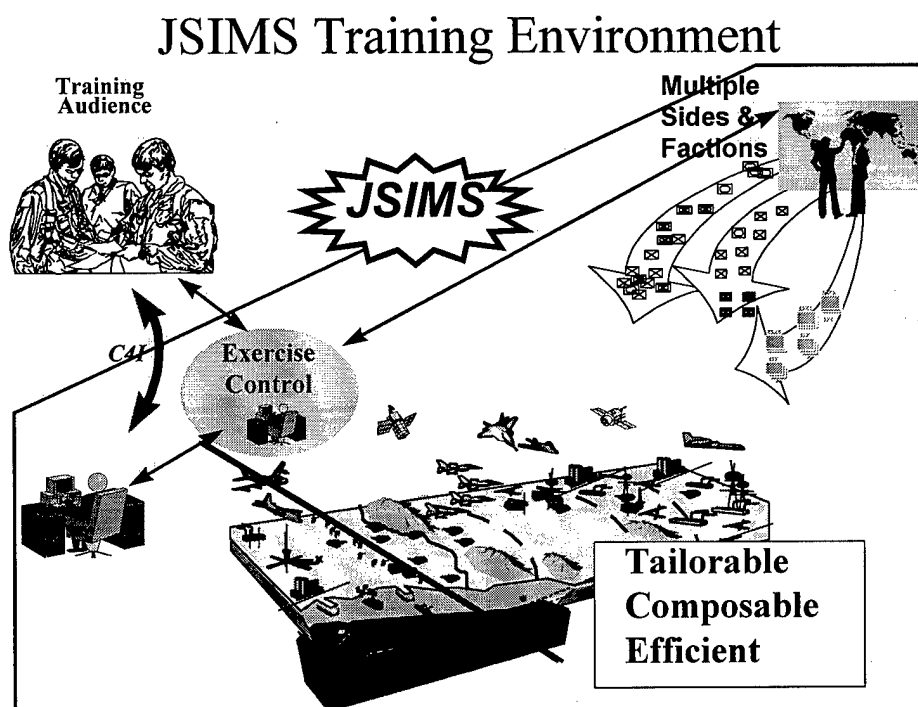 JSIMS Training Environment
Training
Audience
Multiple
Sides &
Factions
JSIMS
C4I
Exercise
Control
Tailorable
Composable
Efficient